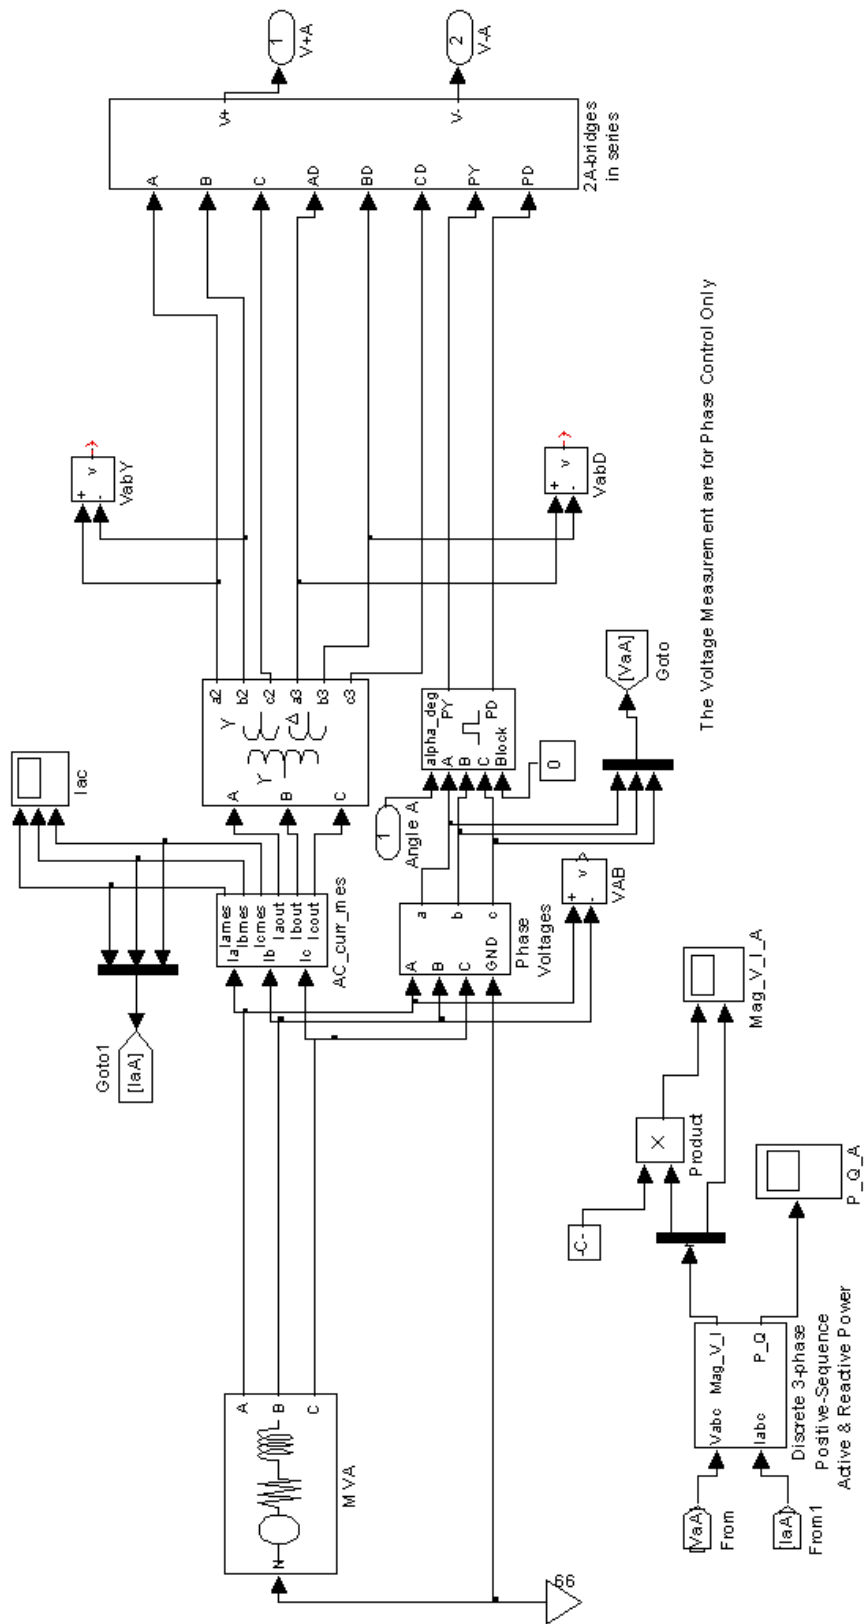 1
V+A
2
V-A
V+
V-
A
B
C
AD
BD
CD
PY
PD
2A-bridges
in series
+
-
v
VabY
+
-
v
VabD
The Voltage Measurement are for Phase Control Only
Iac
A
B
C
Y
Y
Δ
a2
b2
c2
a3
b3
c3
alpha_deg
A
B
C
Block
PY
PD
1
Angle A
0
[VaA]
Goto
Goto1
[IaA]
Ia
Ib
Ic
Iames
Ibmes
Icmes
Iaout
Ibout
Icout
AC_curr_mes
A
B
C
GND
a
b
c
Phase
Voltages
+
-
v
VAB
N
A
B
C
MVA
66
[VaA]
From
[IaA]
From1
Vabc
Iabc
Mag_V_I
P_Q
Discrete 3-phase
Positive-Sequence
Active & Reactive Power
-C-
×
Product
Mag_V_I_A
P_Q_A